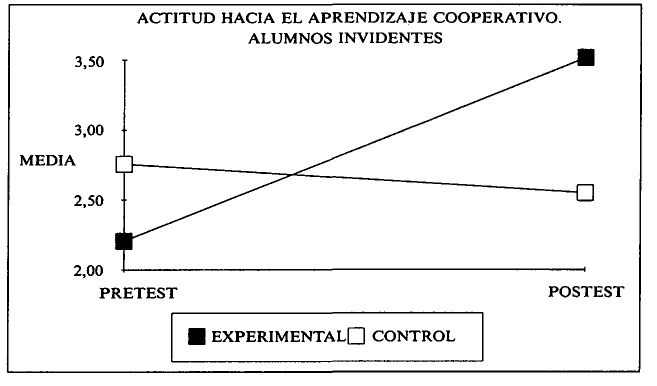 ACTITUD HACIA EL APRENDIZAJE COOPERATIVO.
ALUMNOS INVIDENTES
3,50
3,00
MEDIA
2,50
2,00
PRETEST POSTEST
EXPERIMENTAL CONTROL